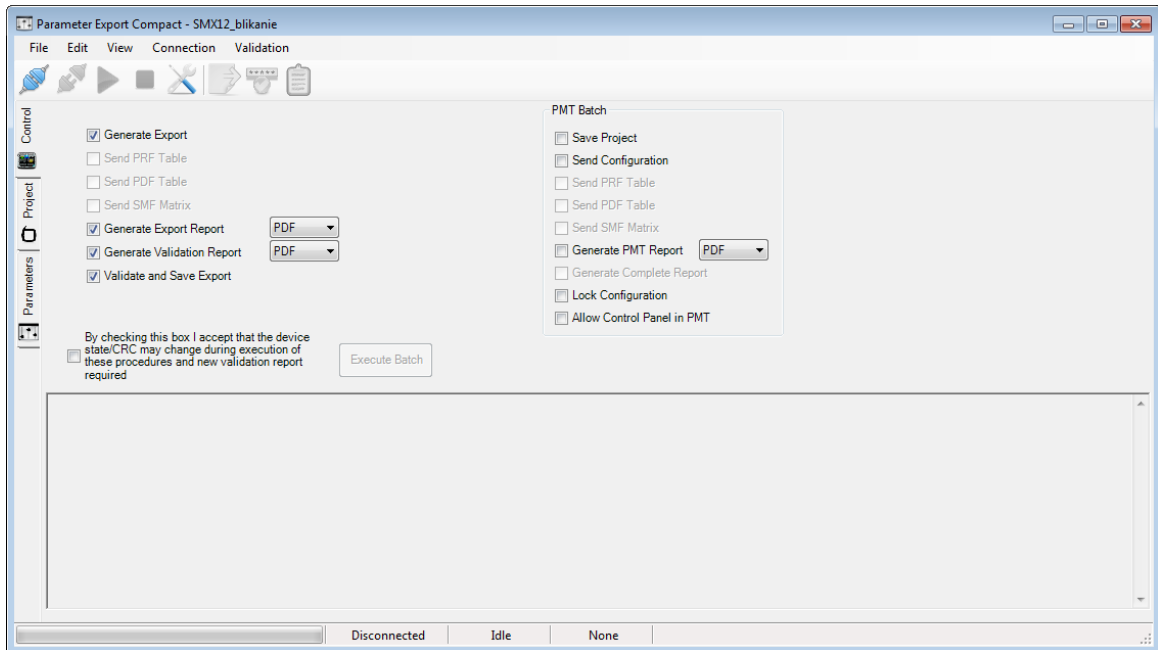 Parameter Export Compact - SMX12_blikanie
File Edit View Connection Validation
Control
Project
Parameters
Generate Export
Send PRF Table
Send PDF Table
Send SMF Matrix
Generate Export Report PDF
Generate Validation Report PDF
Validate and Save Export
By checking this box I accept that the device
state/CRC may change during execution of
these procedures and new validation report
required
Execute Batch
PMT Batch
Save Project
Send Configuration
Send PRF Table
Send PDF Table
Send SMF Matrix
Generate PMT Report PDF
Generate Complete Report
Lock Configuration
Allow Control Panel in PMT
Disconnected Idle None